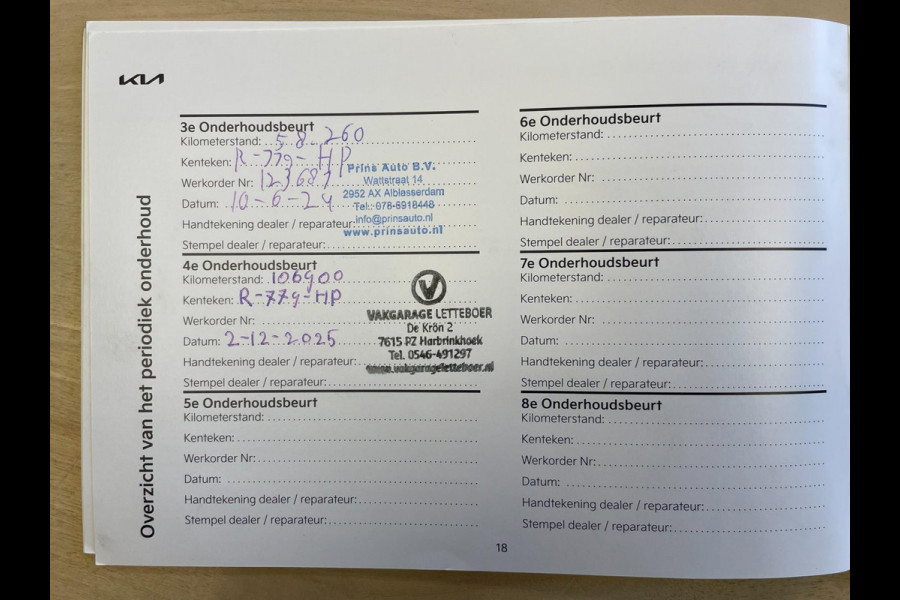 KIA
Overzicht van het periodiek onderhoud
3e Onderhoudsbeurt
Kilometerstand: 58.260
Kenteken: R-779-HP
Werkorder Nr: 123687
Datum: 10-6-24
Handtekening dealer / reparateur:
Stempel dealer / reparateur:
Prins Auto B.V.
Wattstraat 14
2952 AX Alblasserdam
Tel.: 078-6918448
info@prinsauto.nl
www.prinsauto.nl
4e Onderhoudsbeurt
Kilometerstand: 106900
Kenteken: R-779-HP
Werkorder Nr:
Datum: 2-12-2025
Handtekening dealer / reparateur:
Stempel dealer / reparateur:
V
VAKGARAGE LETTEBOER
De Krön 2
7615 PZ Harbrinkhoek
Tel. 0546-491297
www.vakgarageletteboer.nl
5e Onderhoudsbeurt
Kilometerstand:
Kenteken:
Werkorder Nr:
Datum:
Handtekening dealer / reparateur:
Stempel dealer / reparateur:
6e Onderhoudsbeurt
Kilometerstand:
Kenteken:
Werkorder Nr:
Datum:
Handtekening dealer / reparateur:
Stempel dealer / reparateur:
7e Onderhoudsbeurt
Kilometerstand:
Kenteken:
Werkorder Nr:
Datum:
Handtekening dealer / reparateur:
Stempel dealer / reparateur:
8e Onderhoudsbeurt
Kilometerstand:
Kenteken:
Werkorder Nr:
Datum:
Handtekening dealer / reparateur:
Stempel dealer / reparateur:
18